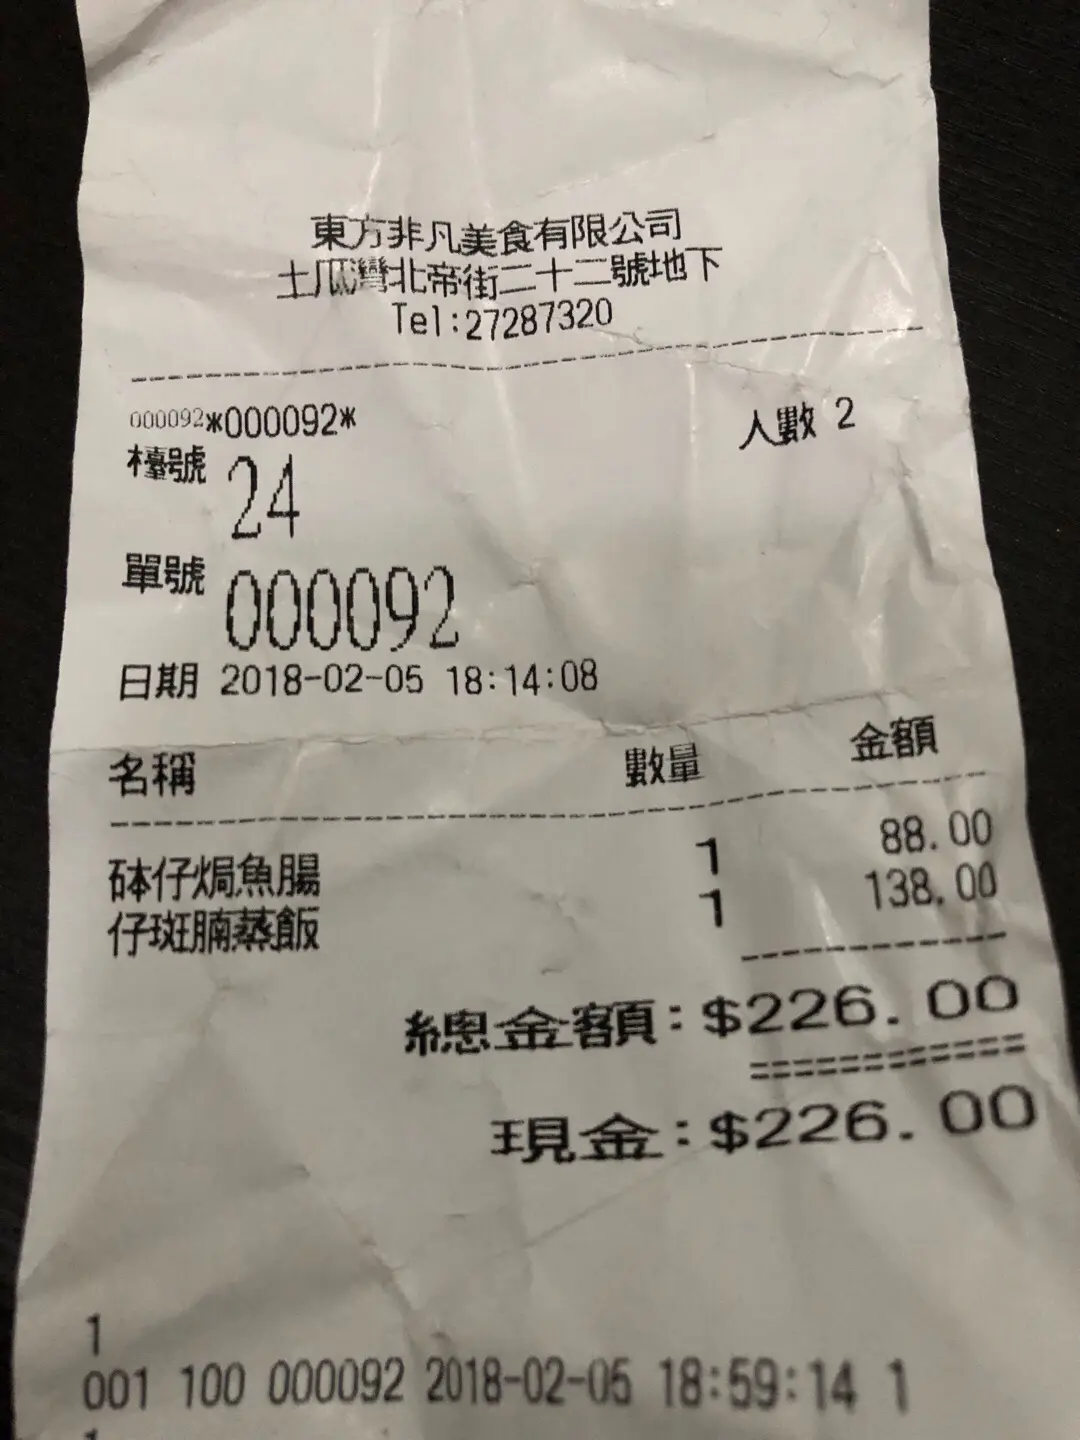 東方非凡美食有限公司
土瓜灣北帝街二十二號地下
Tel:27287320
000092*000092*
人數 2
檯號 24
單號 000092
日期 2018-02-05 18:14:08
名稱 數量 金額
砵仔焗魚腸 1 88.00
仔斑腩蒸飯 1 138.00
總金額:$226.00
現金:$226.00
1
001 100 000092 2018-02-05 18:59:14 1